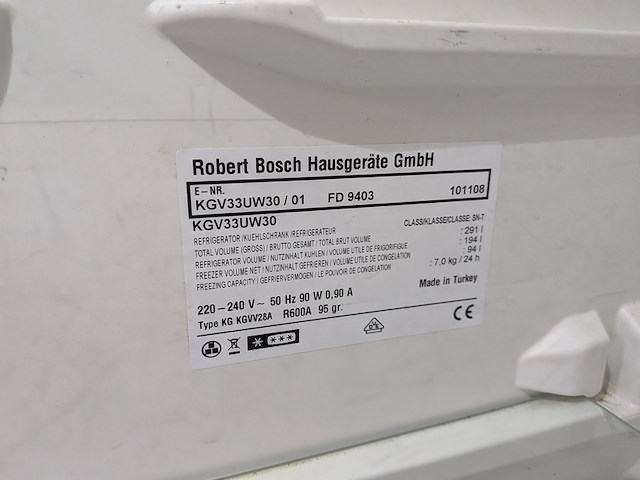 Robert Bosch Hausgeräte GmbH
E-NR.
KGV33UW30 / 01 FD 9403 101108
KGV33UW30
CLASS/KLASSE/CLASSE: SN-T
REFRIGERATOR/KUEHLSCHRANK/REFRIGERATEUR
TOTAL VOLUME (GROSS) / BRUTTO GESAMT / TOTAL BRUT VOLUME : 291 l
REFRIGERATOR VOLUME / NUTZINHALT KUHLEN / VOLUME UTILE DE FRIGORIFIGUE : 194 l
FREEZER VOLUME NET / NUTZINHALT GEFRIEREN / VOLUME UTILE DE CONGELATION : 94 l
FREEZING CAPACITY / GEFRIERVERMÖGEN / LE POUVOIR DE CONGELATION : 7,0 kg / 24 h
Made in Turkey
220-240 V ~ 50 Hz 90 W 0,90 A
Type KG KGVV28A R600A 95 gr.
CE